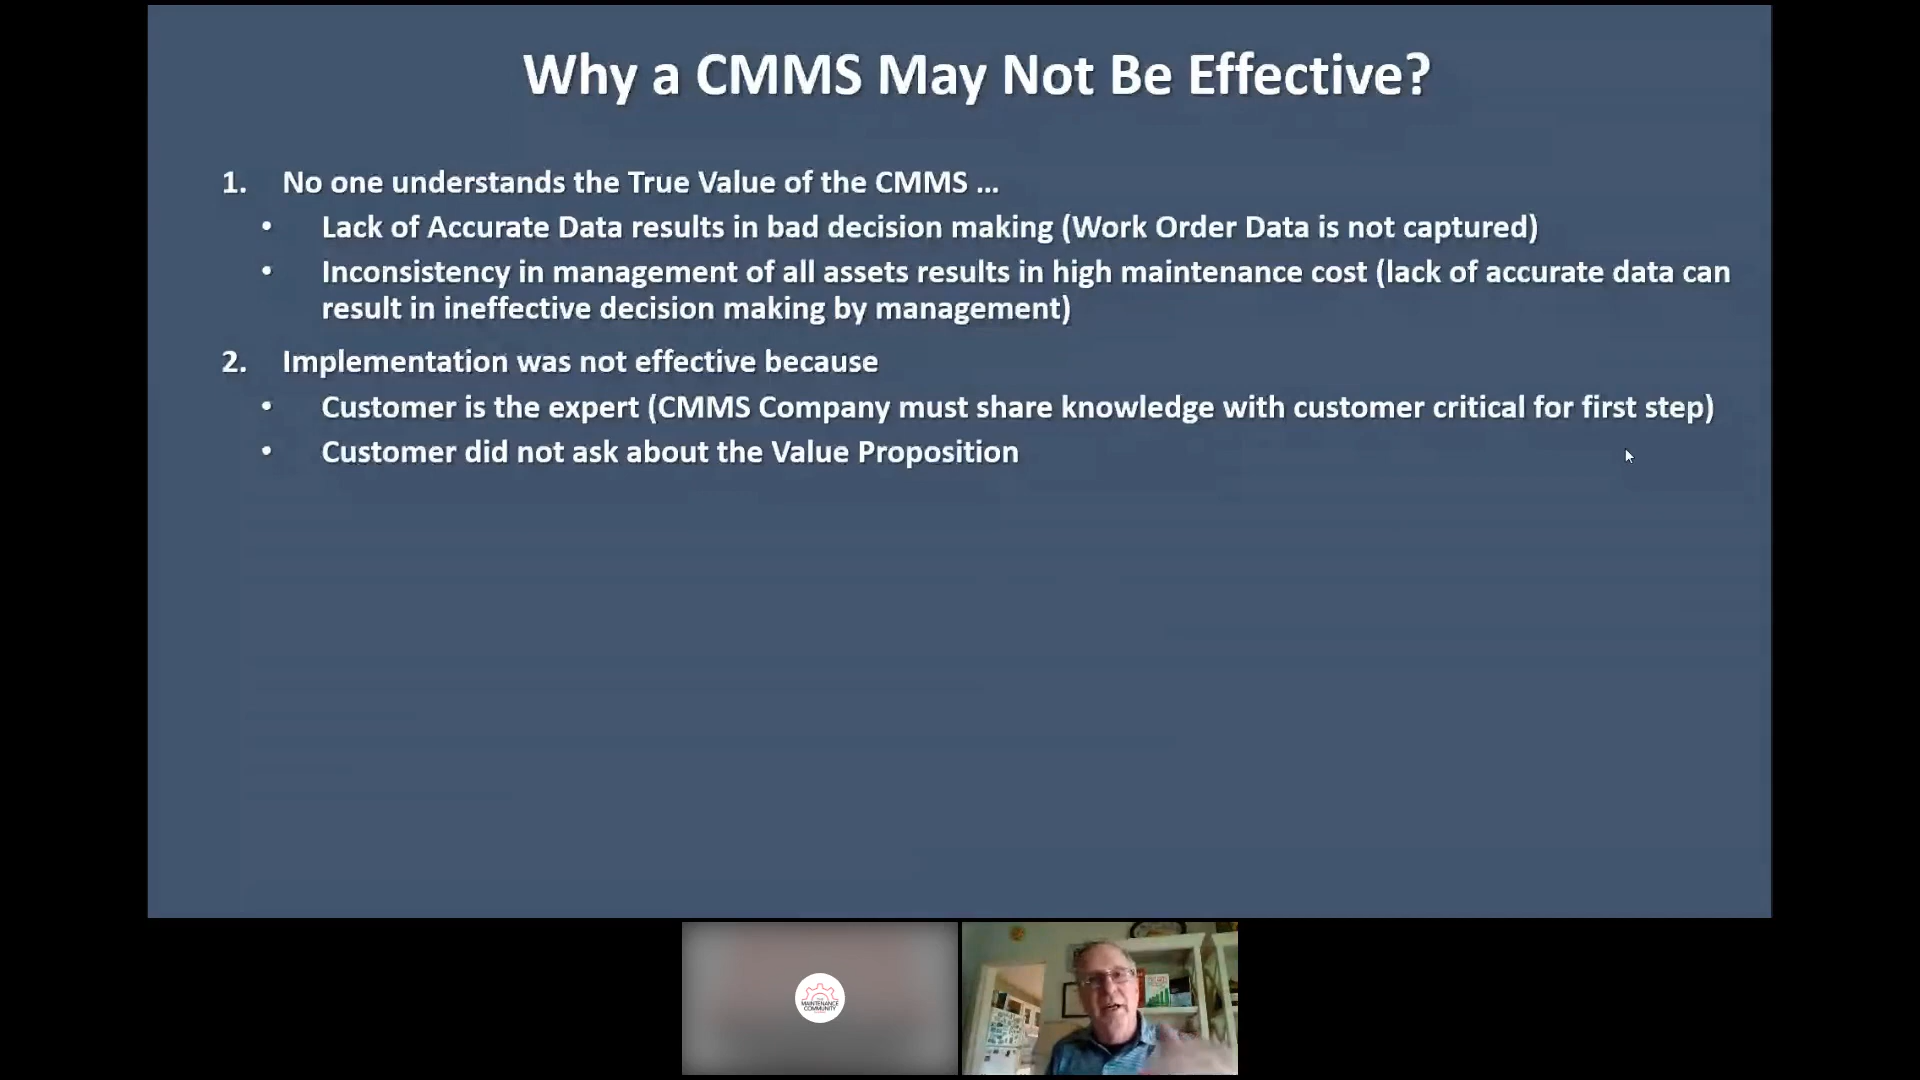 Why a CMMS May Not Be Effective?
1. No one understands the True Value of the CMMS ...
• Lack of Accurate Data results in bad decision making (Work Order Data is not captured)
• Inconsistency in management of all assets results in high maintenance cost (lack of accurate data can
result in ineffective decision making by management)
2. Implementation was not effective because
• Customer is the expert (CMMS Company must share knowledge with customer critical for first step)
• Customer did not ask about the Value Proposition
MAINTENANCE
COMMUNITY